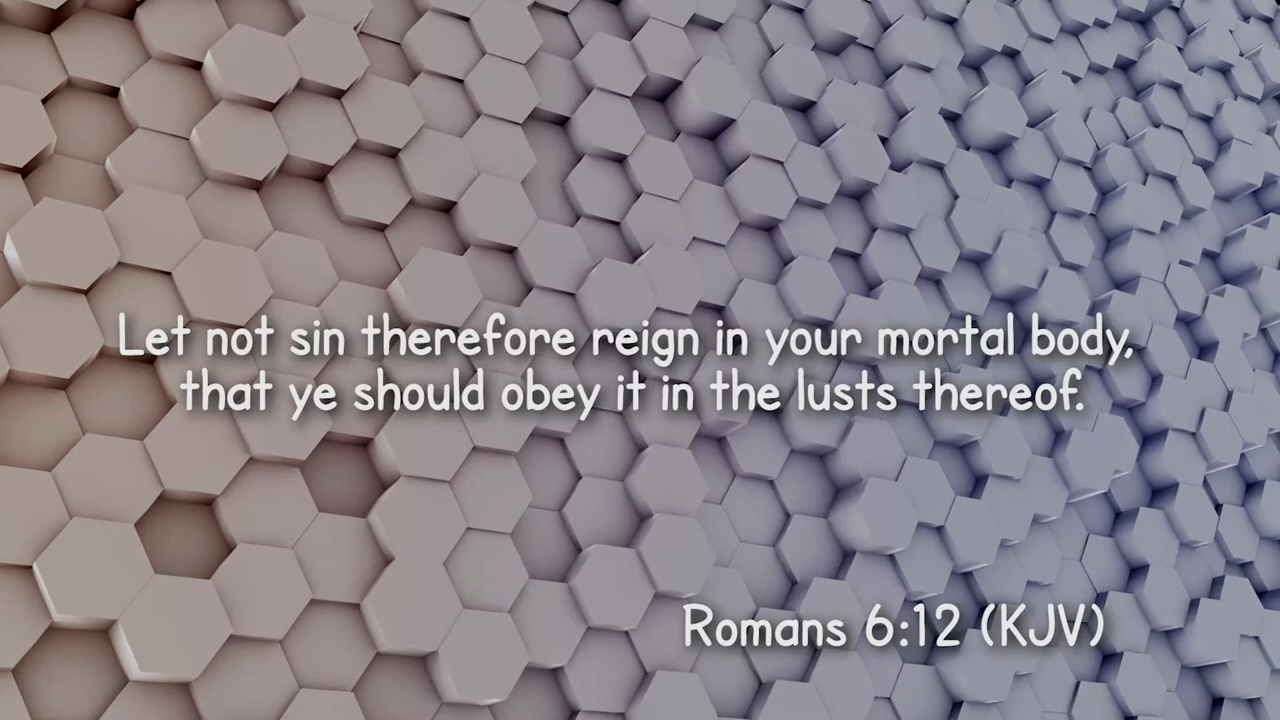 Let not sin therefore reign in your mortal body,
that ye should obey it in the lusts thereof.
Romans 6:12 (KJV)